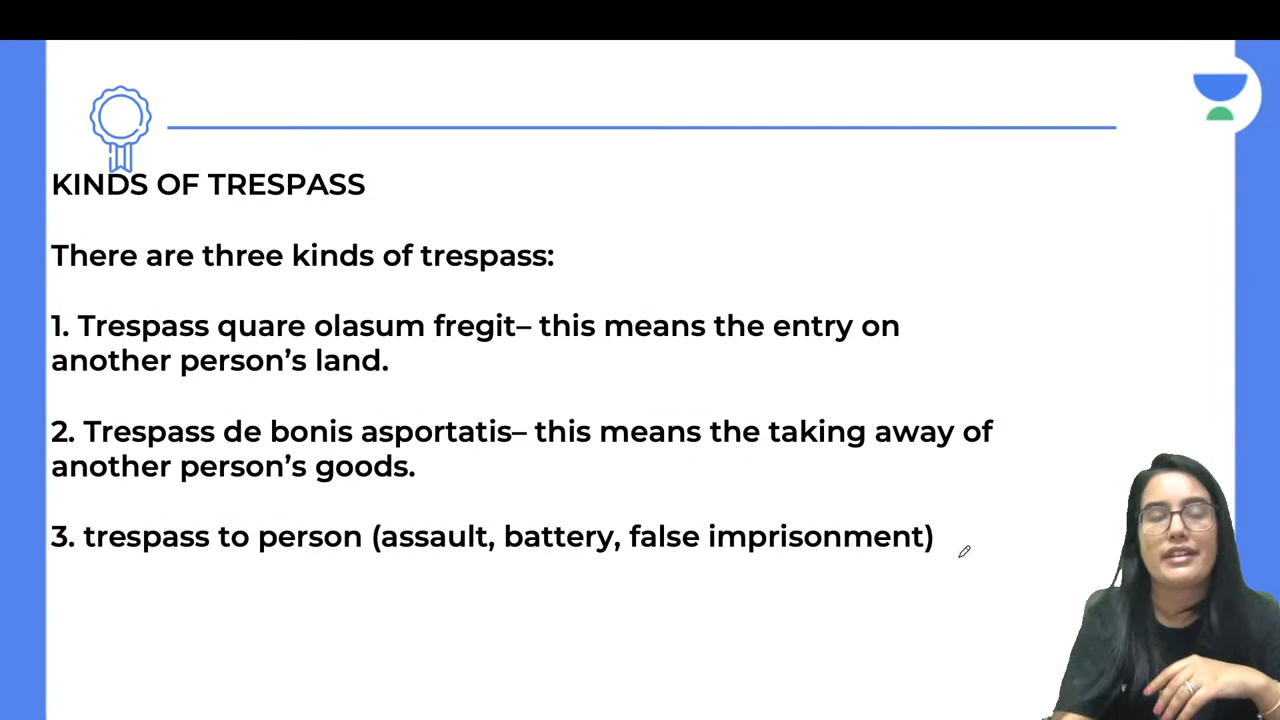 KINDS OF TRESPASS
There are three kinds of trespass:
1. Trespass quare olasum fregit– this means the entry on
another person’s land.
2. Trespass de bonis asportatis– this means the taking away of
another person’s goods.
3. trespass to person (assault, battery, false imprisonment)